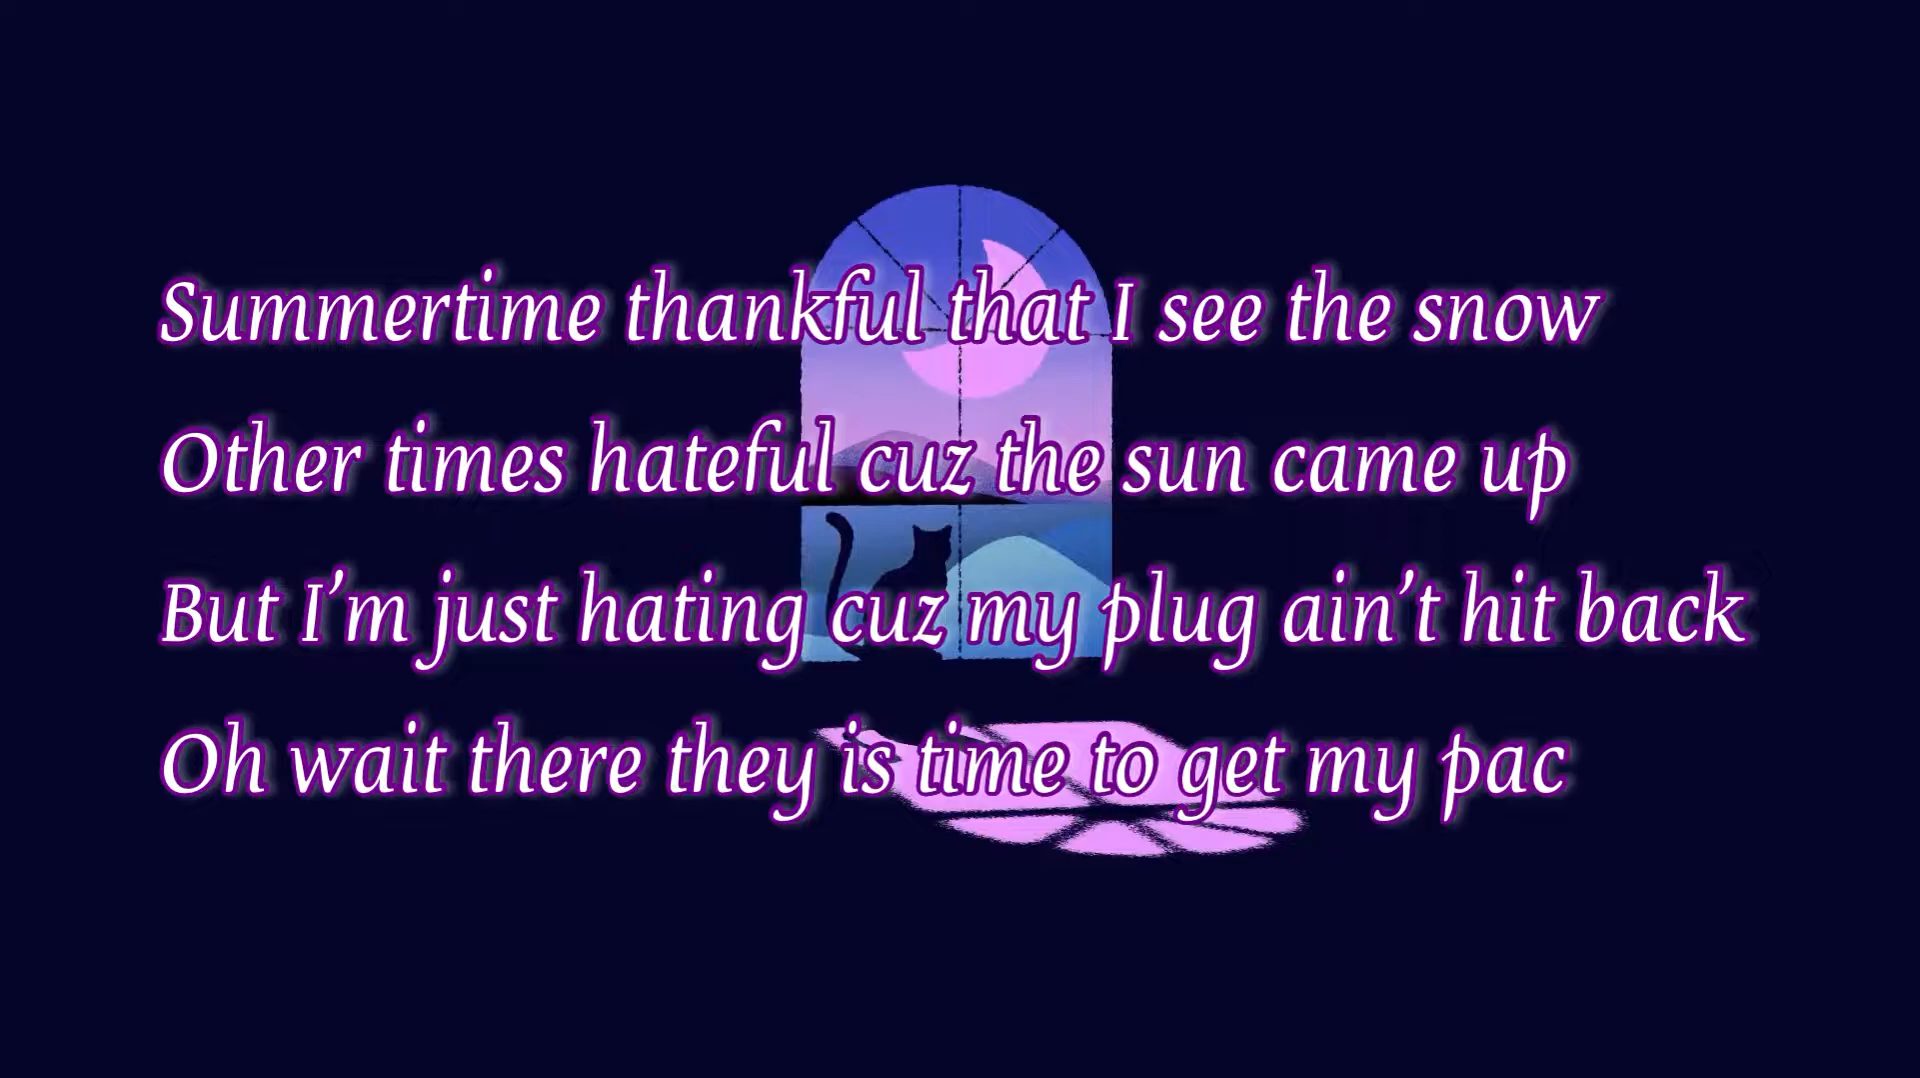 Summertime thankful that I see the snow
Other times hateful cuz the sun came up
But I’m just hating cuz my plug ain’t hit back
Oh wait there they is time to get my pac